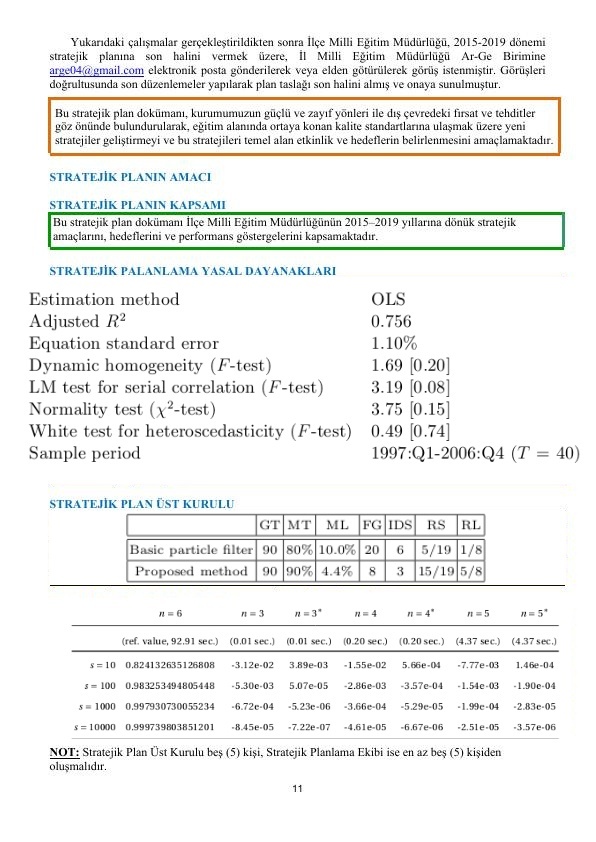 Yukarıdaki çalışmalar gerçekleştirildikten sonra İlçe Milli Eğitim Müdürlüğü, 2015-2019 dönemi
stratejik planına son halini vermek üzere, İl Milli Eğitim Müdürlüğü Ar-Ge Birimine
arge04@gmail.com elektronik posta gönderilerek veya elden götürülerek görüş istenmiştir. Görüşleri
doğrultusunda son düzenlemeler yapılarak plan taslağı son halini almış ve onaya sunulmuştur.
Bu stratejik plan dokümanı, kurumumuzun güçlü ve zayıf yönleri ile dış çevredeki fırsat ve tehditler
göz önünde bulundurularak, eğitim alanında ortaya konan kalite standartlarına ulaşmak üzere yeni
stratejiler geliştirmeyi ve bu stratejileri temel alan etkinlik ve hedeflerin belirlenmesini amaçlamaktadır.
STRATEJİK PLANIN AMACI
STRATEJİK PLANIN KAPSAMI
Bu stratejik plan dokümanı İlçe Milli Eğitim Müdürlüğünün 2015–2019 yıllarına dönük stratejik
amaçlarını, hedeflerini ve performans göstergelerini kapsamaktadır.
STRATEJİK PALANLAMA YASAL DAYANAKLARI
Estimation method OLS
Adjusted R² 0.756
Equation standard error 1.10%
Dynamic homogeneity (F-test) 1.69 [0.20]
LM test for serial correlation (F-test) 3.19 [0.08]
Normality test (χ²-test) 3.75 [0.15]
White test for heteroscedasticity (F-test) 0.49 [0.74]
Sample period 1997:Q1-2006:Q4 (T = 40)
STRATEJİK PLAN ÜST KURULU
GT MT ML FG IDS RS RL
Basic particle filter 90 80% 10.0% 20 6 5/19 1/8
Proposed method 90 90% 4.4% 8 3 15/19 5/8
n = 6 n = 3 n = 3* n = 4 n = 4* n = 5 n = 5*
(ref. value, 92.91 sec.) (0.01 sec.) (0.01 sec.) (0.20 sec.) (0.20 sec.) (4.37 sec.) (4.37 sec.)
s = 10 0.824132635126808 -3.12e-02 3.89e-03 -1.55e-02 5.66e-04 -7.77e-03 1.46e-04
s = 100 0.983253494805448 -5.30e-03 5.07e-05 -2.86e-03 -3.57e-04 -1.54e-03 -1.90e-04
s = 1000 0.997930730055234 -6.72e-04 -5.23e-06 -3.66e-04 -5.29e-05 -1.99e-04 -2.83e-05
s = 10000 0.999739803851201 -8.45e-05 -7.22e-07 -4.61e-05 -6.67e-06 -2.51e-05 -3.57e-06
NOT: Stratejik Plan Üst Kurulu beş (5) kişi, Stratejik Planlama Ekibi ise en az beş (5) kişiden
oluşmalıdır.
11